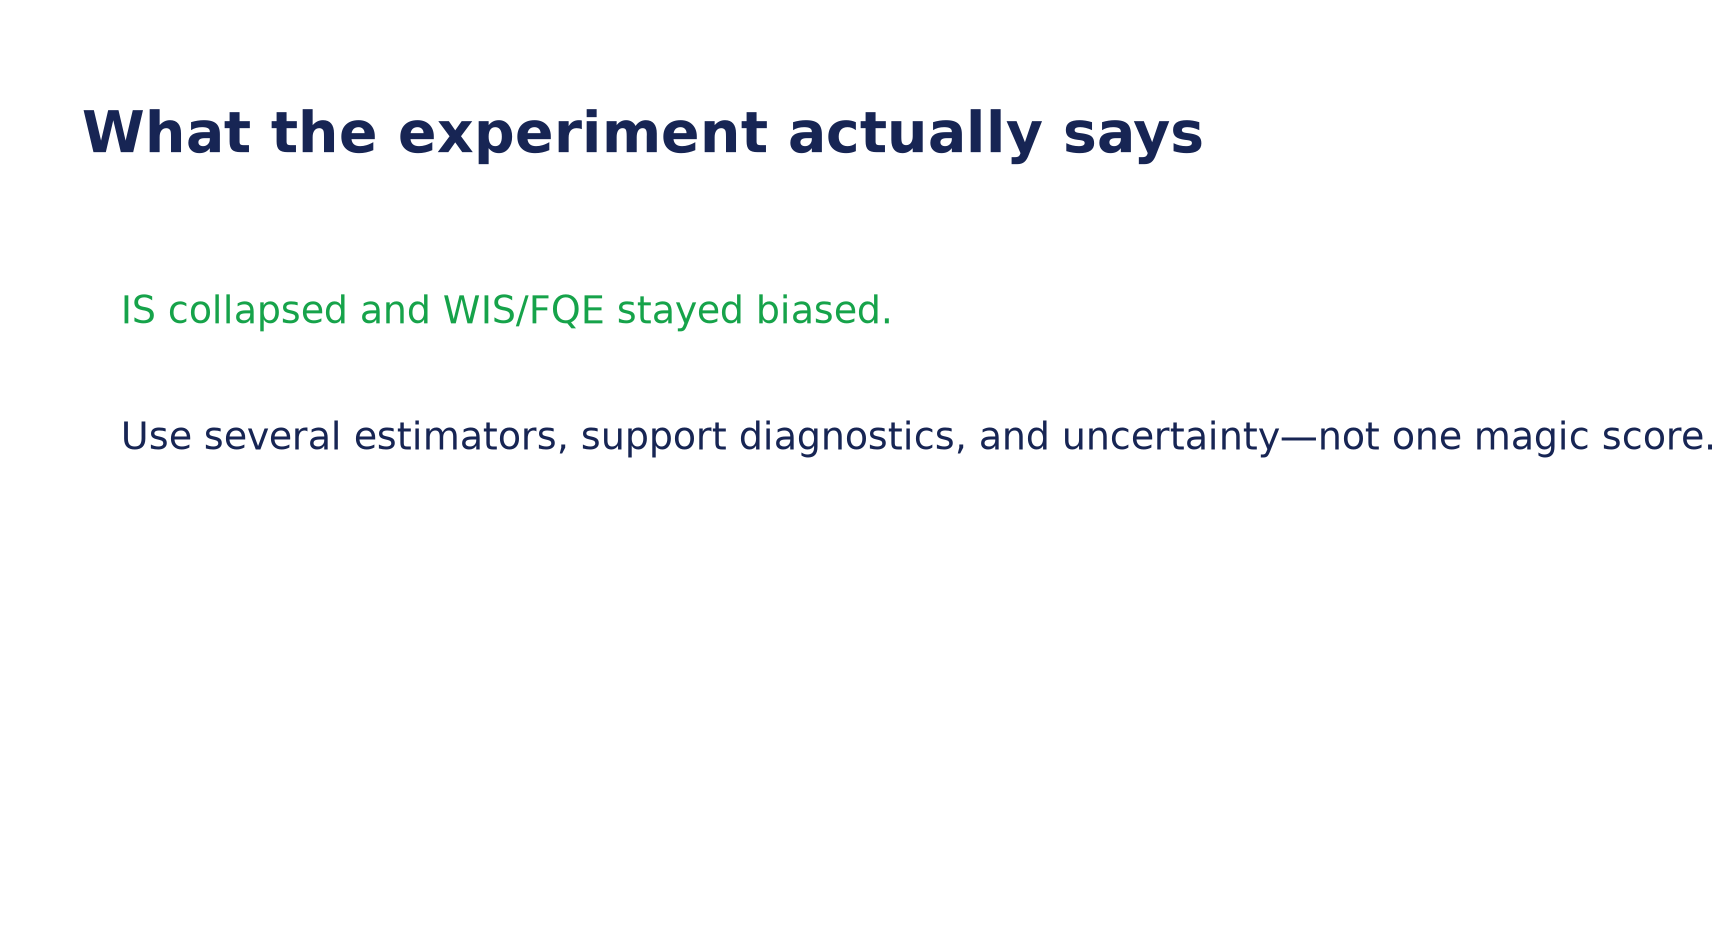 What the experiment actually says
IS collapsed and WIS/FQE stayed biased.
Use several estimators, support diagnostics, and uncertainty—not one magic score.